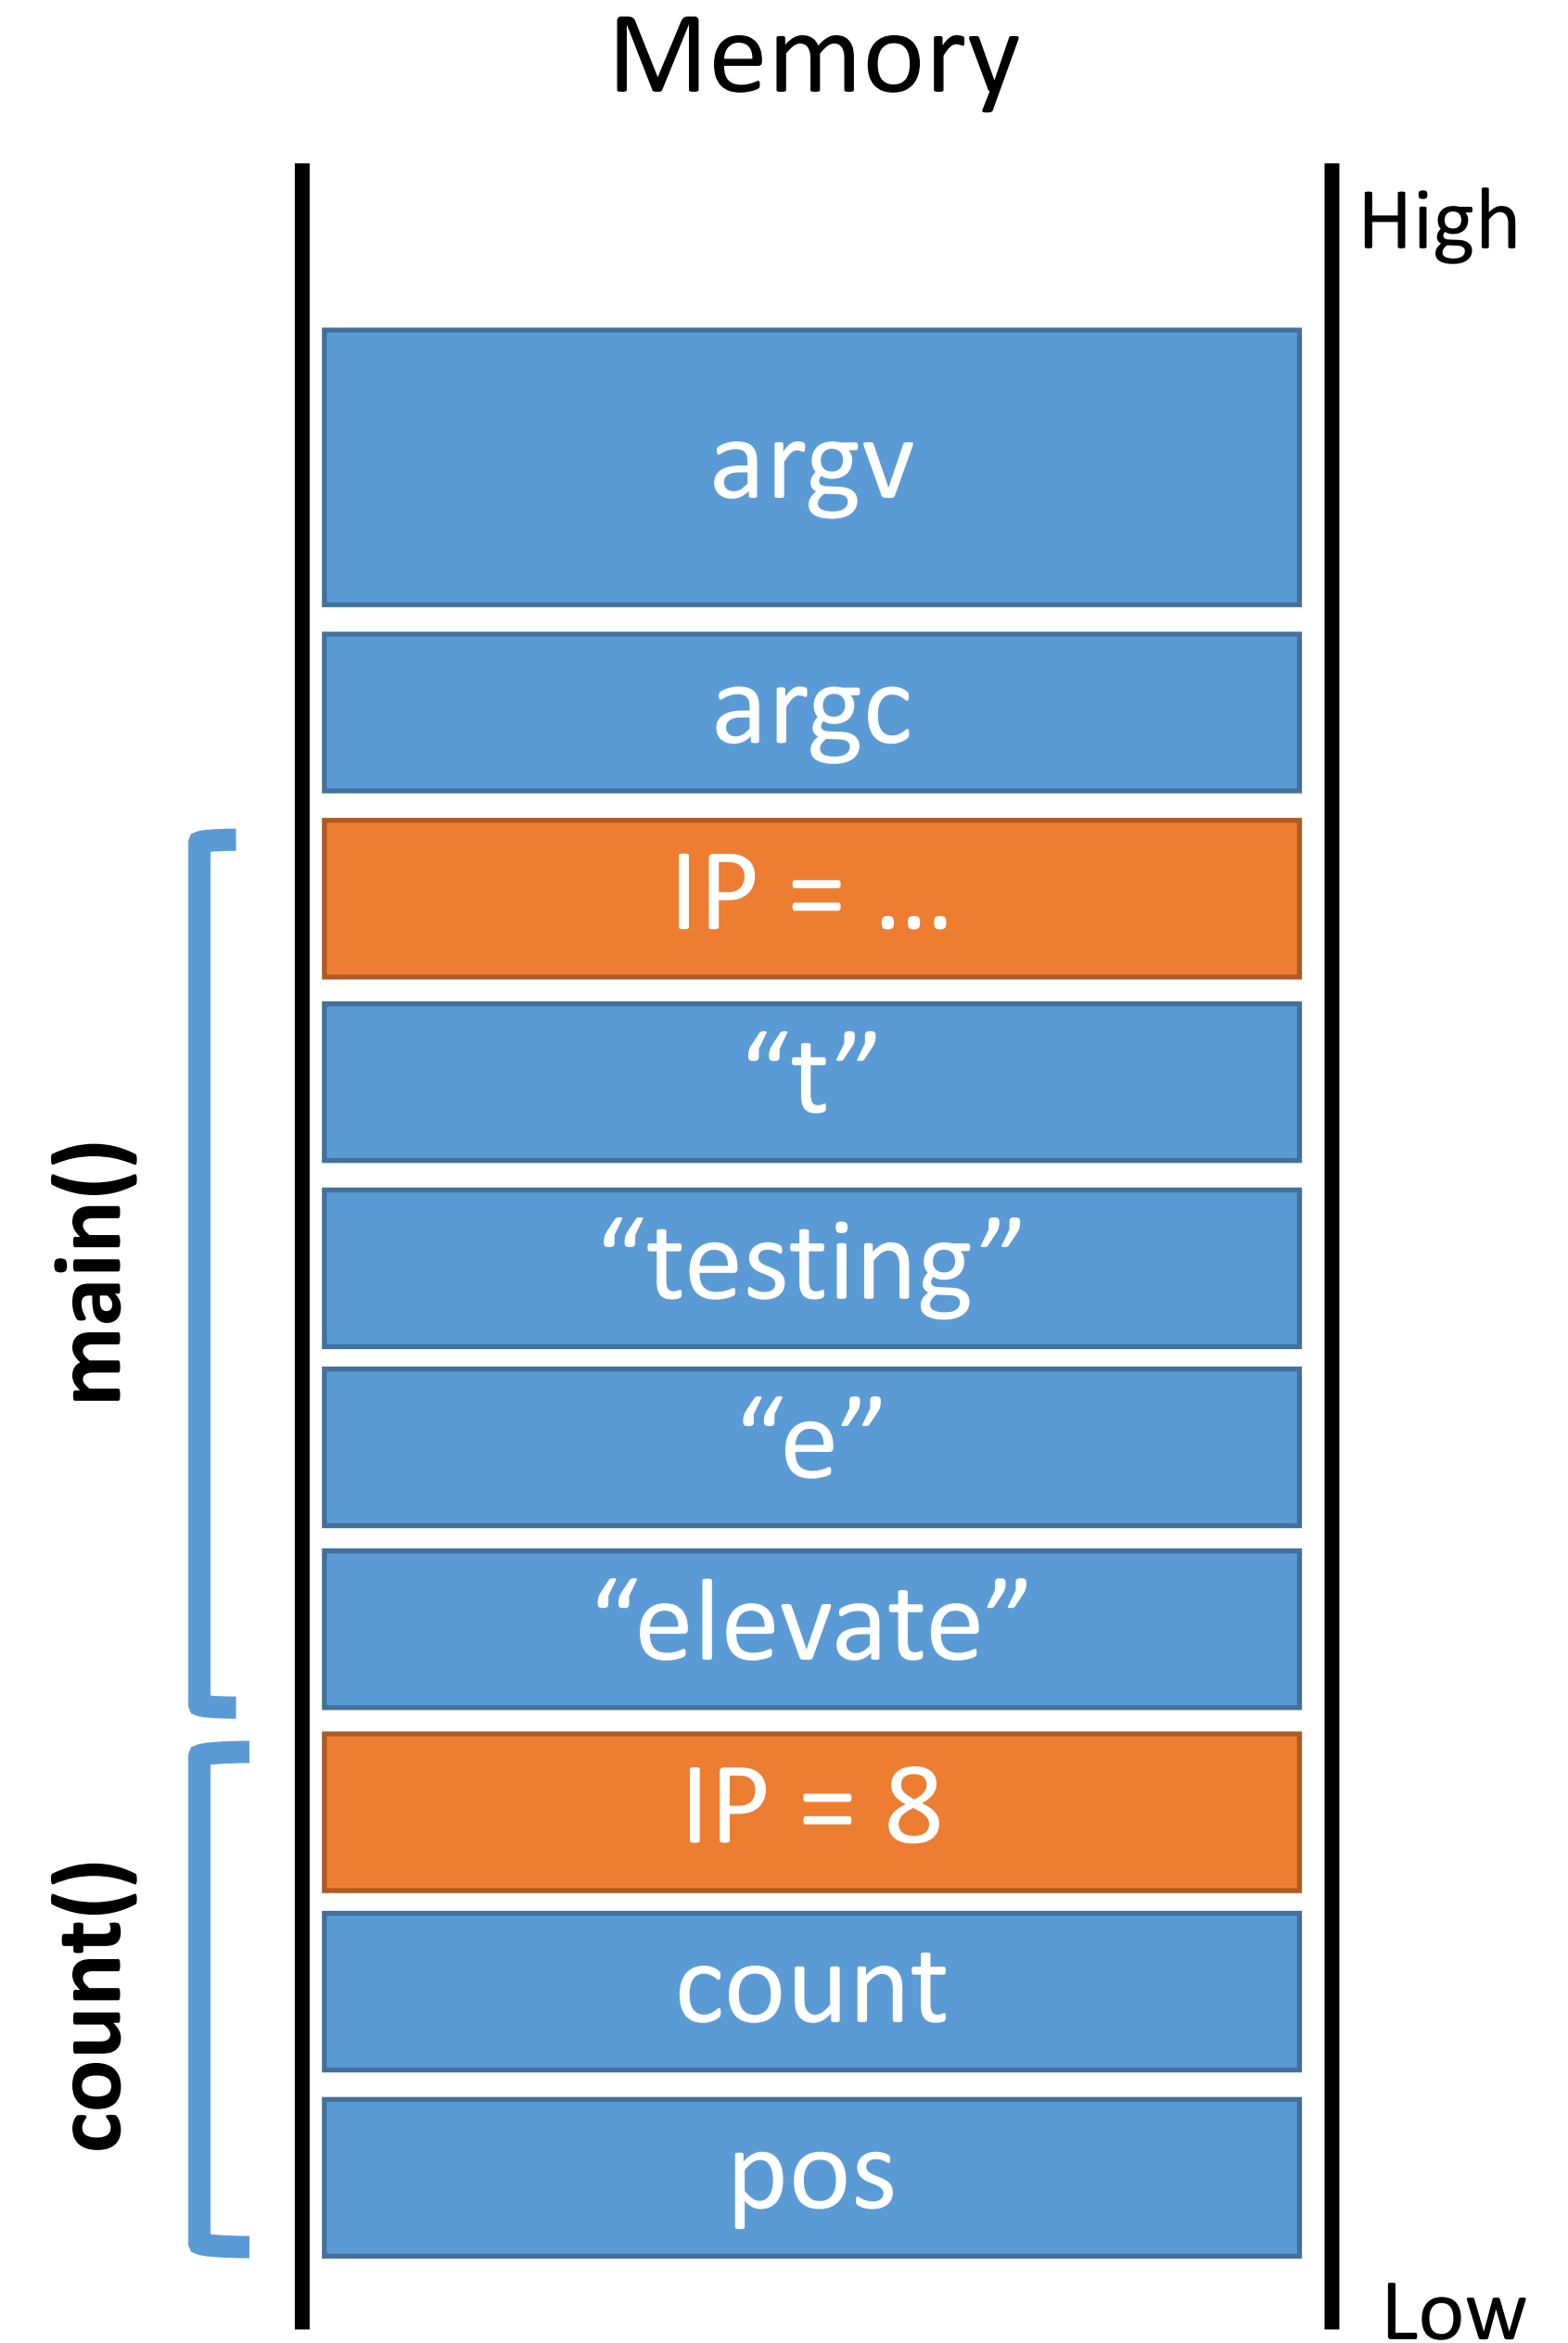 Memory
High
argv
argc
IP = …
“t”
“testing”
“e”
“elevate”
main()
IP = 8
count
pos
count()
Low